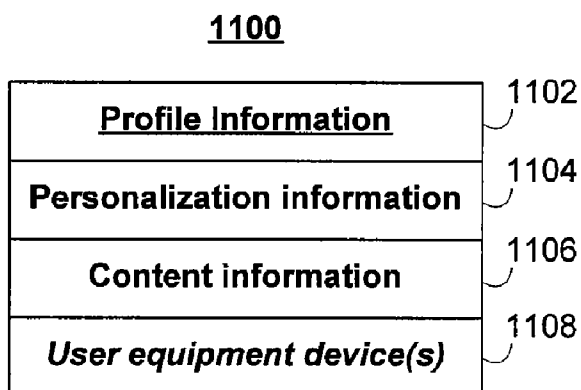 1100
Profile Information 1102
Personalization information 1104
Content information 1106
User equipment device(s) 1108